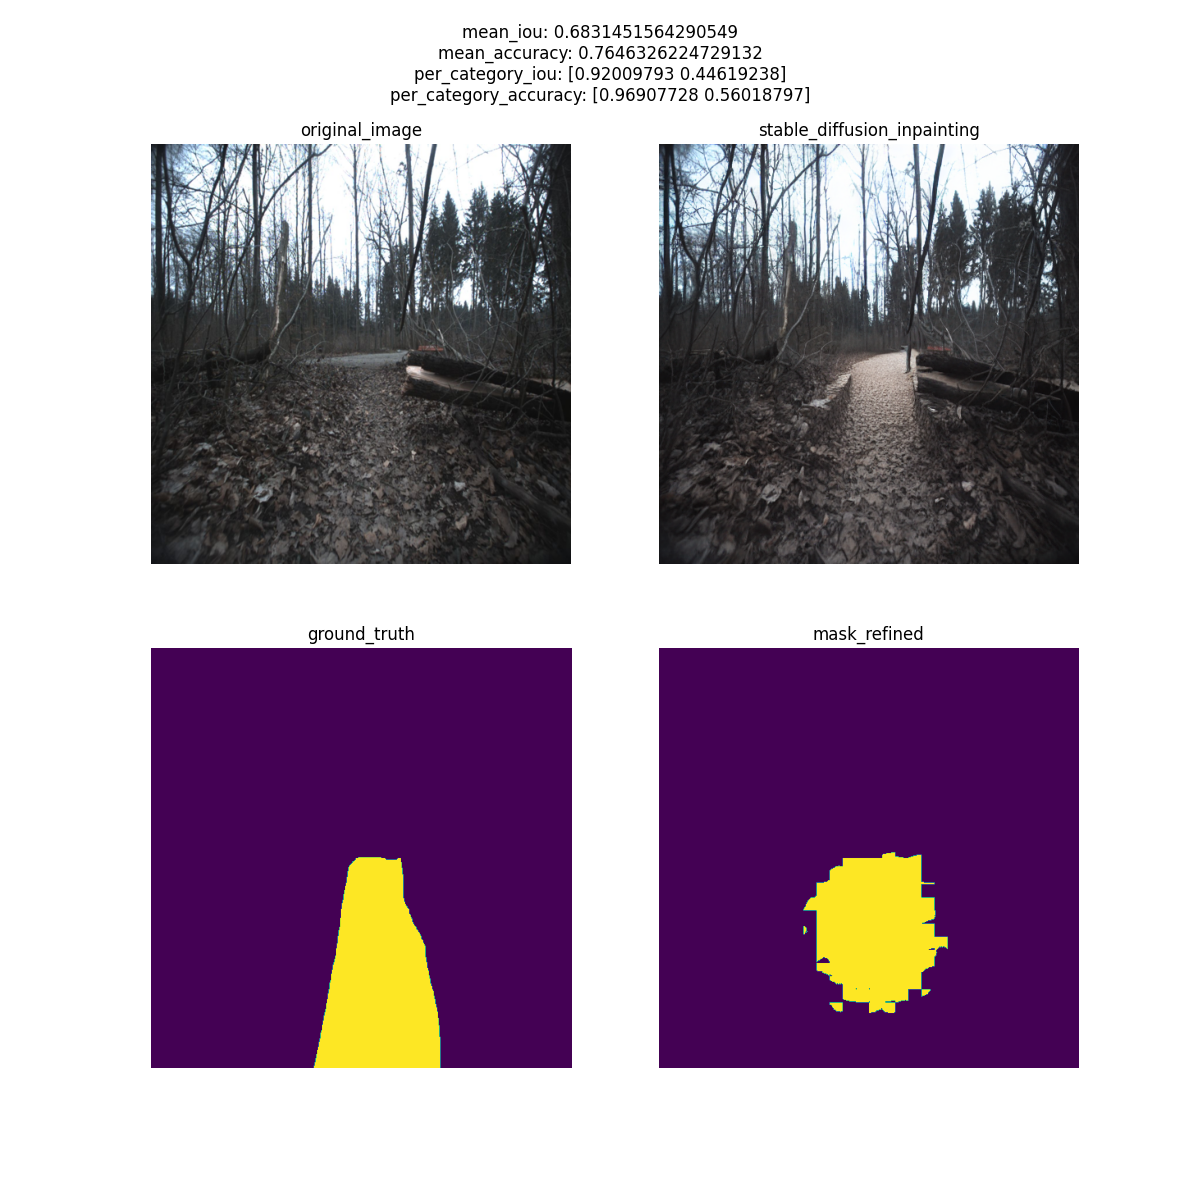 mean_iou: 0.6831451564290549
mean_accuracy: 0.7646326224729132
per_category_iou: [0.92009793 0.44619238]
per_category_accuracy: [0.96907728 0.56018797]
original_image
stable_diffusion_inpainting
ground_truth
mask_refined